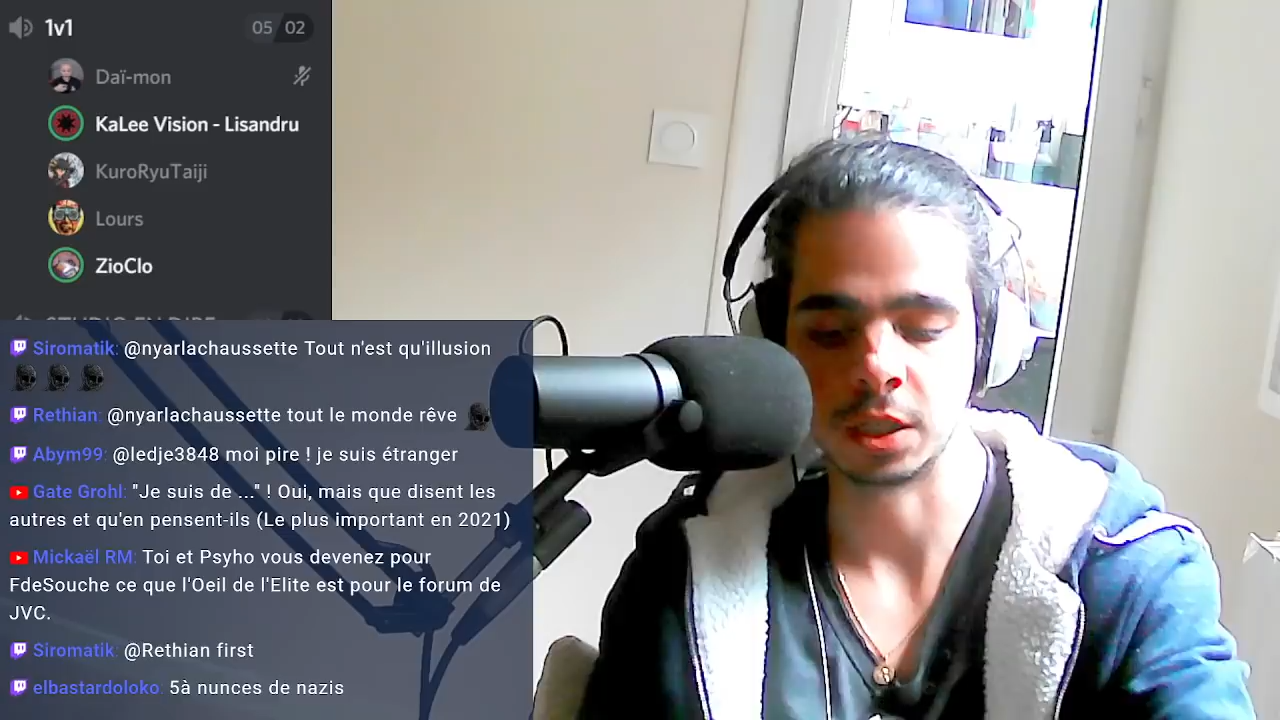 1v1
05 02
Daï-mon
KaLee Vision - Lisandru
KuroRyuTaiji
Lours
ZioClo
STUDIO EN DIRE
Siromatik: @nyarlachaussette Tout n'est qu'illusion
Rethian: @nyarlachaussette tout le monde rêve
Abym99: @ledje3848 moi pire ! je suis étranger
Gate Grohl: "Je suis de ..." ! Oui, mais que disent les
autres et qu'en pensent-ils (Le plus important en 2021)
Mickaël RM: Toi et Psyho vous devenez pour
FdeSouche ce que l'Oeil de l'Elite est pour le forum de
JVC.
Siromatik: @Rethian first
elbastardoloko: 5à nunces de nazis